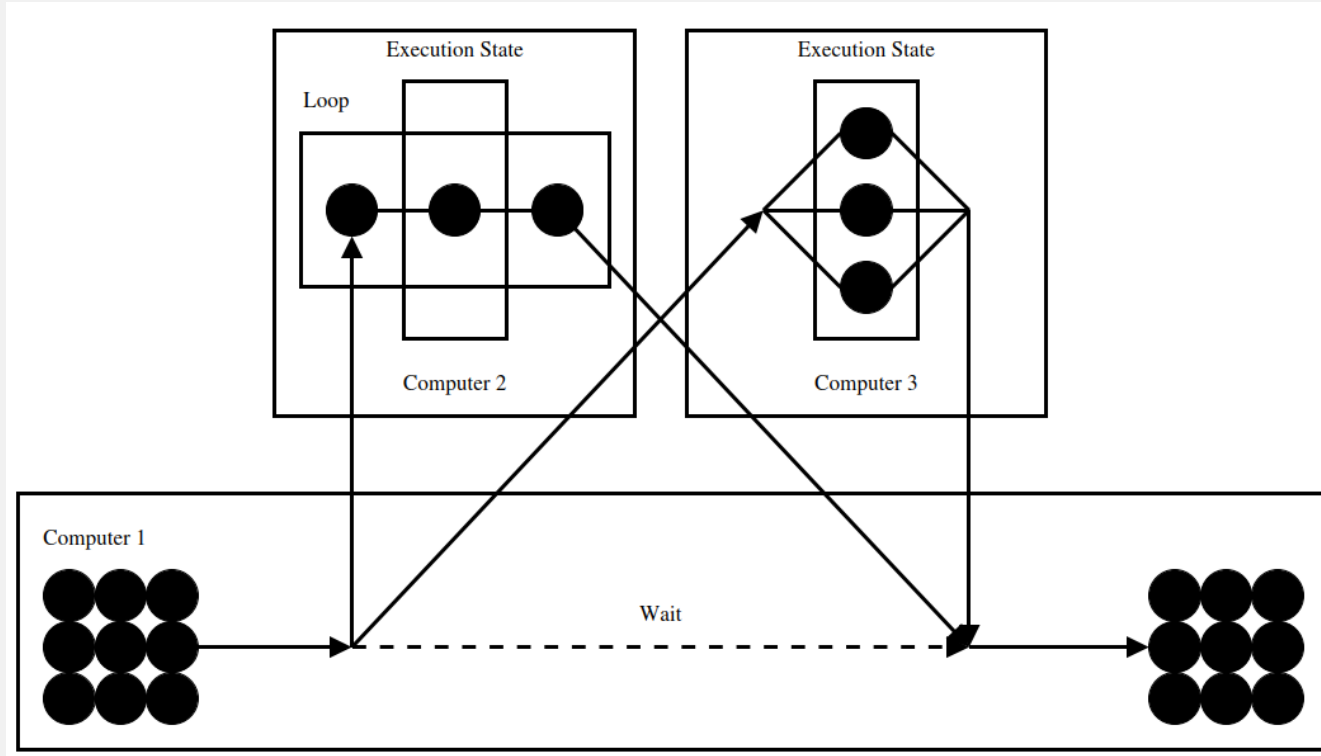 Execution State
Loop
Computer 2
Execution State
Computer 3
Computer 1
Wait